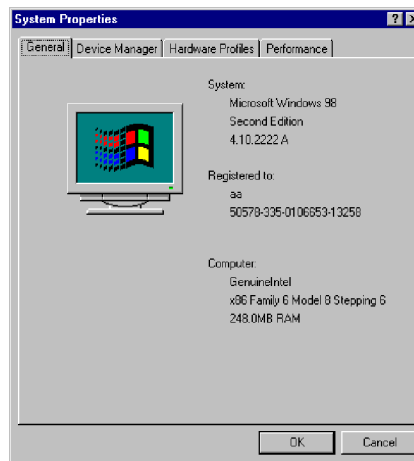 System Properties
General
Device Manager
Hardware Profiles
Performance
System:
Microsoft Windows 98
Second Edition
4.10.2222 A
Registered to:
aa
50578-335-0106653-13258
Computer:
GenuineIntel
x86 Family 6 Model 8 Stepping 6
248.0MB RAM
OK
Cancel